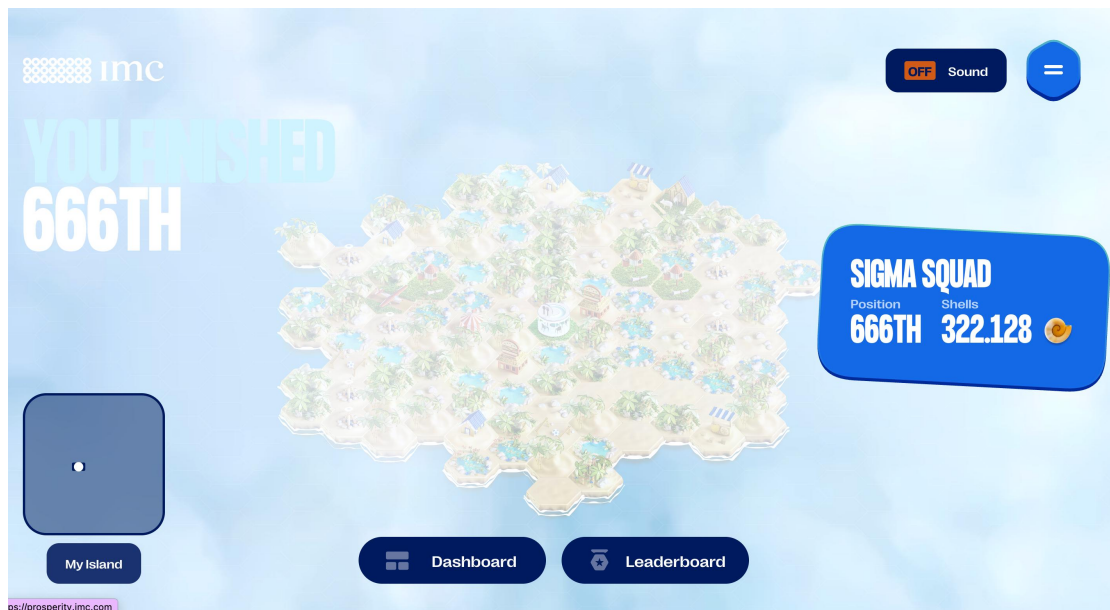 imc
OFF Sound
YOU FINISHED
666TH
SIGMA SQUAD
Position Shells
666TH 322.128
My Island
Dashboard
Leaderboard
ps://prosperity.imc.com